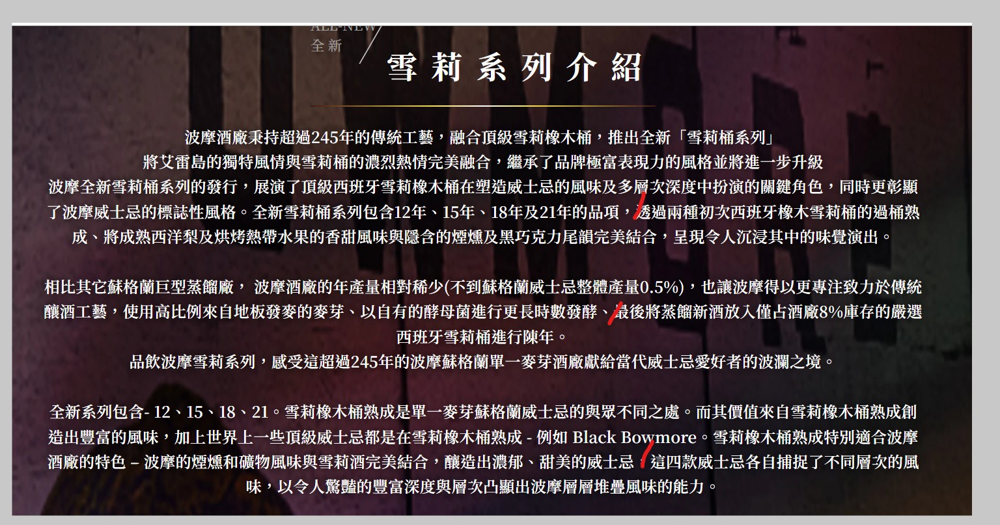 ALL-NEW
全新
雪莉系列介紹
波摩酒廠秉持超過245年的傳統工藝，融合頂級雪莉橡木桶，推出全新「雪莉桶系列」
將艾雷島的獨特風情與雪莉桶的濃烈熱情完美融合，繼承了品牌極富表現力的風格並將進一步升級
波摩全新雪莉桶系列的發行，展演了頂級西班牙雪莉橡木桶在塑造威士忌的風味及多層次深度中扮演的關鍵角色，同時更彰顯
了波摩威士忌的標誌性風格。全新雪莉桶系列包含12年、15年、18年及21年的品項，透過兩種初次西班牙橡木雪莉桶的過桶熟
成、將成熟西洋梨及烘烤熱帶水果的香甜風味與隱含的煙燻及黑巧克力尾韻完美結合，呈現令人沉浸其中的味覺演出。
相比其它蘇格蘭巨型蒸餾廠， 波摩酒廠的年產量相對稀少(不到蘇格蘭威士忌整體產量0.5%)，也讓波摩得以更專注致力於傳統
釀酒工藝，使用高比例來自地板發麥的麥芽、以自有的酵母菌進行更長時數發酵、最後將蒸餾新酒放入僅占酒廠8%庫存的嚴選
西班牙雪莉桶進行陳年。
品飲波摩雪莉系列，感受這超過245年的波摩蘇格蘭單一麥芽酒廠獻給當代威士忌愛好者的波瀾之境。
全新系列包含- 12、15、18、21。雪莉橡木桶熟成是單一麥芽蘇格蘭威士忌的與眾不同之處。而其價值來自雪莉橡木桶熟成創
造出豐富的風味，加上世界上一些頂級威士忌都是在雪莉橡木桶熟成 - 例如 Black Bowmore。雪莉橡木桶熟成特別適合波摩
酒廠的特色 – 波摩的煙燻和礦物風味與雪莉酒完美結合，釀造出濃郁、甜美的威士忌；這四款威士忌各自捕捉了不同層次的風
味，以令人驚豔的豐富深度與層次凸顯出波摩層層堆疊風味的能力。